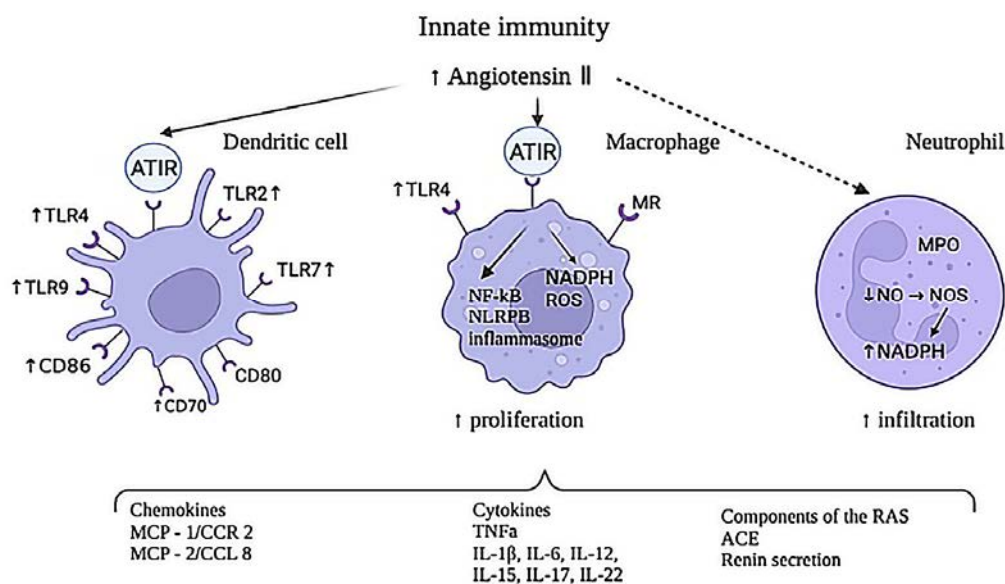 Innate immunity
↑ Angiotensin II
Dendritic cell
Macrophage
Neutrophil
ATIR
TLR2↑
↑TLR4
TLR7↑
↑TLR9
↑CD86
CD80
↑CD70
ATIR
↑TLR4
MR
NADPH
ROS
NF-kB
NLRPB
inflammasome
↑ proliferation
MPO
↓NO → NOS
↑NADPH
↑ infiltration
Chemokines
MCP - 1/CCR 2
MCP - 2/CCL 8
Cytokines
TNFa
IL-1β, IL-6, IL-12,
IL-15, IL-17, IL-22
Components of the RAS
ACE
Renin secretion